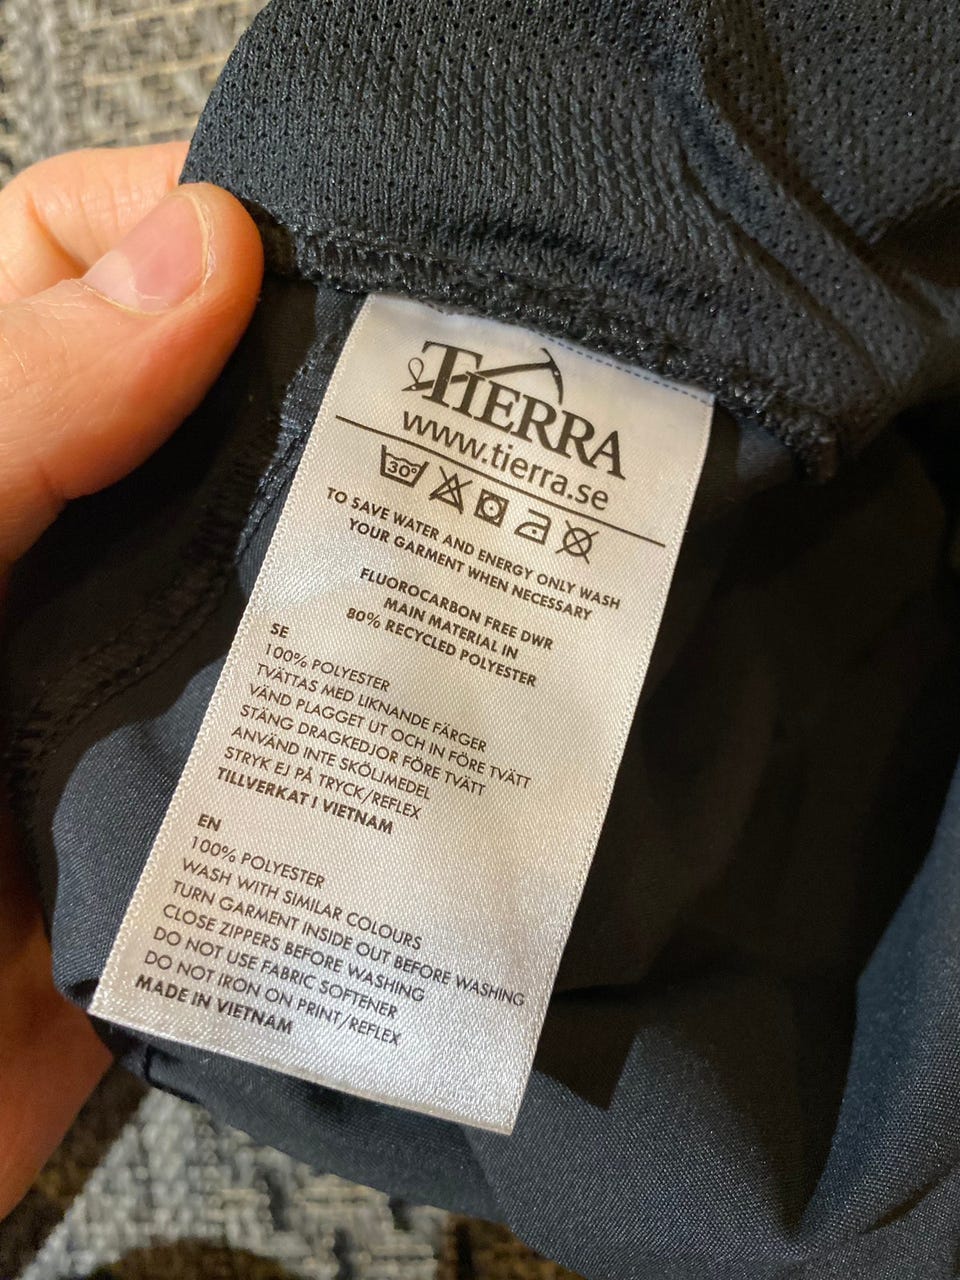 TIERRA
www.tierra.se
30°
TO SAVE WATER AND ENERGY ONLY WASH
YOUR GARMENT WHEN NECESSARY
FLUOROCARBON FREE DWR
MAIN MATERIAL IN
80% RECYCLED POLYESTER
SE
100% POLYESTER
TVÄTTAS MED LIKNANDE FÄRGER
VÄND PLAGGET UT OCH IN FÖRE TVÄTT
STÄNG DRAGKEDJOR FÖRE TVÄTT
ANVÄND INTE SKÖLJMEDEL
STRYK EJ PÅ TRYCK/REFLEX
TILLVERKAT I VIETNAM
EN
100% POLYESTER
WASH WITH SIMILAR COLOURS
TURN GARMENT INSIDE OUT BEFORE WASHING
CLOSE ZIPPERS BEFORE WASHING
DO NOT USE FABRIC SOFTENER
DO NOT IRON ON PRINT/REFLEX
MADE IN VIETNAM